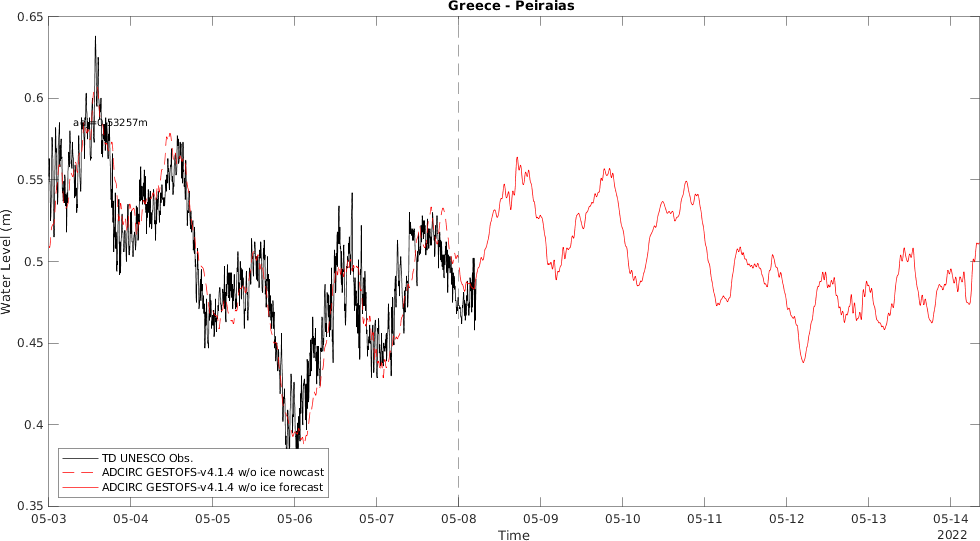 Greece - Peiraias
Water Level (m)
0.65
0.6
0.55
0.5
0.45
0.4
0.35
TD UNESCO Obs.
ADCIRC GESTOFS-v4.1.4 w/o ice nowcast
ADCIRC GESTOFS-v4.1.4 w/o ice forecast
05-03 05-04 05-05 05-06 05-07 05-08 05-09 05-10 05-11 05-12 05-13 05-14
Time
2022